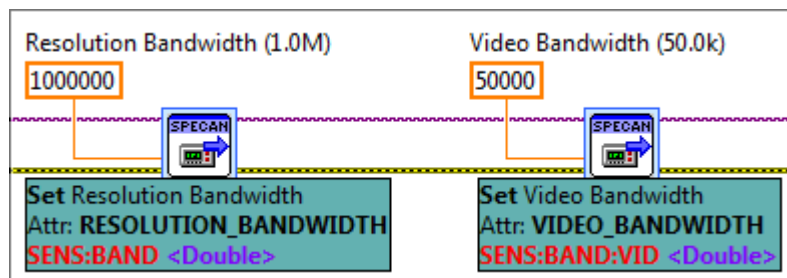 Resolution Bandwidth (1.0M)
1000000
SPECAN
Set Resolution Bandwidth
Attr: RESOLUTION_BANDWIDTH
SENS:BAND <Double>
Video Bandwidth (50.0k)
50000
SPECAN
Set Video Bandwidth
Attr: VIDEO_BANDWIDTH
SENS:BAND:VID <Double>